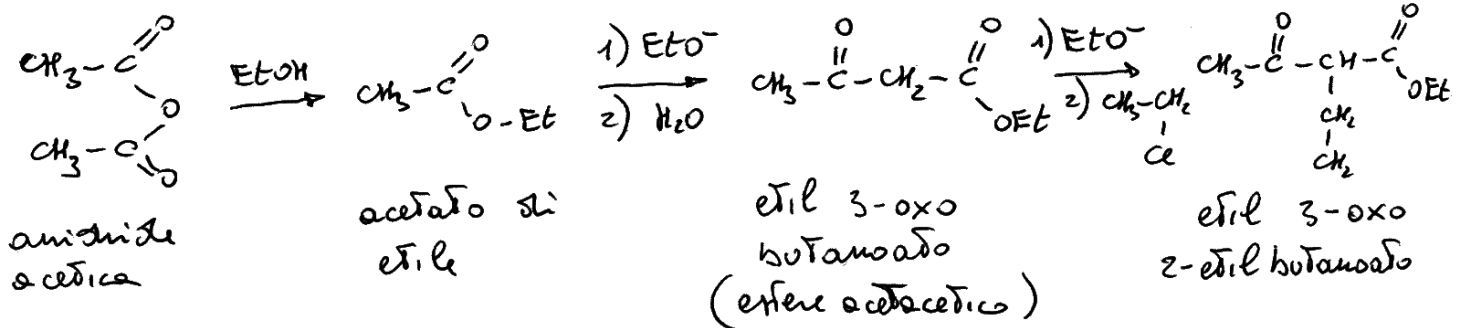 CH3-C=O O CH3-C=O
EtOH
CH3-C=O O-Et
1) EtO-
2) H2O
O O
CH3-C-CH2-C OEt
1) EtO-
2) CH3-CH2 Cl
O O
CH3-C-CH-C OEt
CH2
CH2
anidride
acetica
acetato di
etile
etil 3-oxo
butanoato
(estere acetacetico)
etil 3-oxo
2-etil butanoato